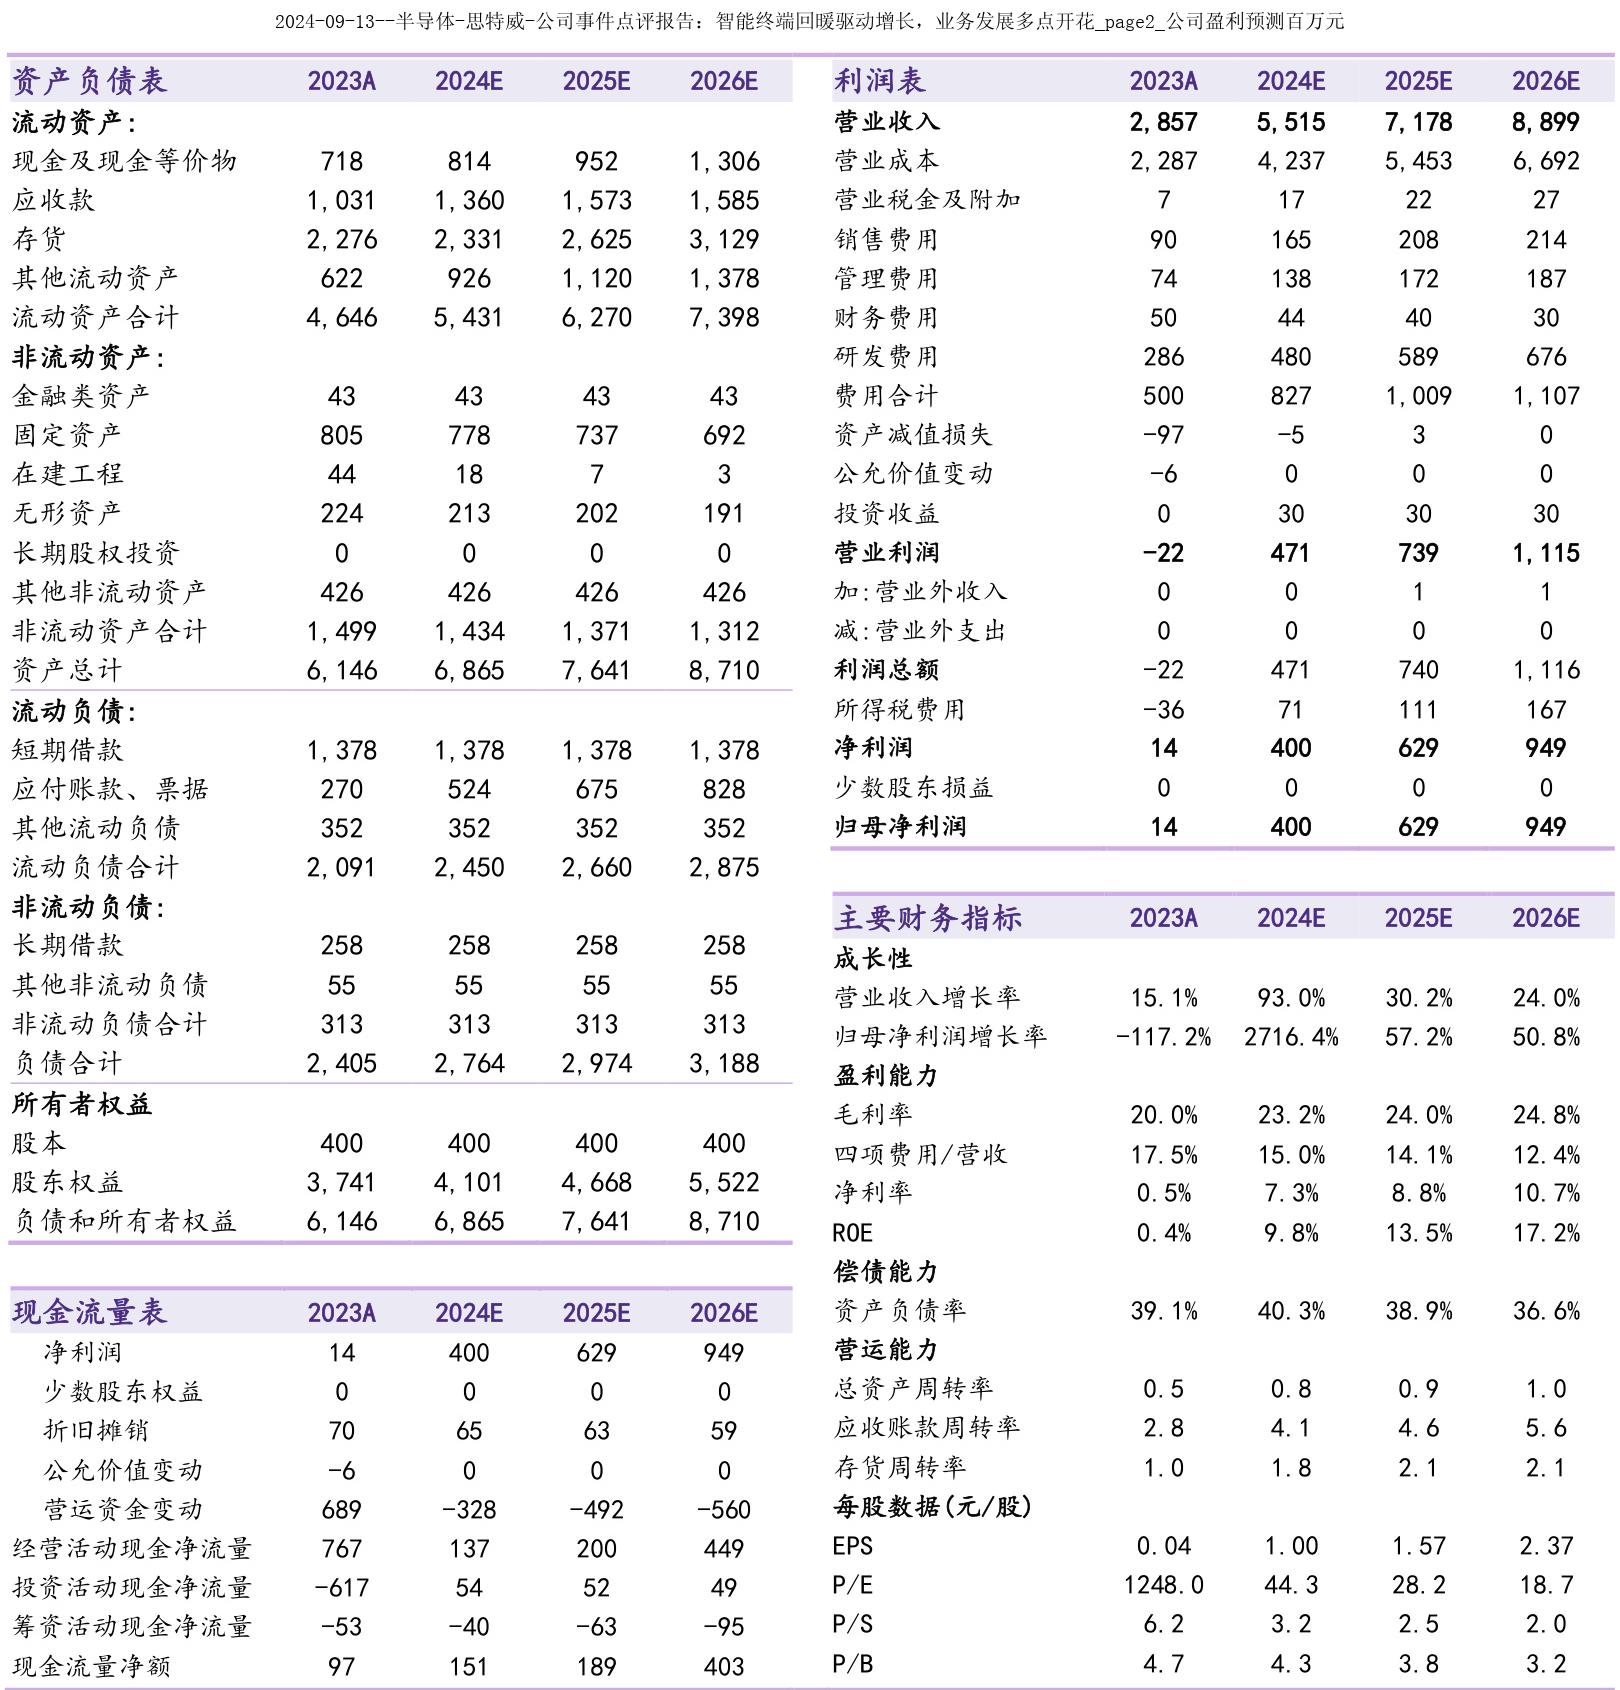 2024-09-13--半导体-思特威-公司事件点评报告：智能终端回暖驱动增长，业务发展多点开花_page2_公司盈利预测百万元
资产负债表 2023A 2024E 2025E 2026E
流动资产:
现金及现金等价物 718 814 952 1,306
应收款 1,031 1,360 1,573 1,585
存货 2,276 2,331 2,625 3,129
其他流动资产 622 926 1,120 1,378
流动资产合计 4,646 5,431 6,270 7,398
非流动资产:
金融类资产 43 43 43 43
固定资产 805 778 737 692
在建工程 44 18 7 3
无形资产 224 213 202 191
长期股权投资 0 0 0 0
其他非流动资产 426 426 426 426
非流动资产合计 1,499 1,434 1,371 1,312
资产总计 6,146 6,865 7,641 8,710
流动负债:
短期借款 1,378 1,378 1,378 1,378
应付账款、票据 270 524 675 828
其他流动负债 352 352 352 352
流动负债合计 2,091 2,450 2,660 2,875
非流动负债:
长期借款 258 258 258 258
其他非流动负债 55 55 55 55
非流动负债合计 313 313 313 313
负债合计 2,405 2,764 2,974 3,188
所有者权益
股本 400 400 400 400
股东权益 3,741 4,101 4,668 5,522
负债和所有者权益 6,146 6,865 7,641 8,710
现金流量表 2023A 2024E 2025E 2026E
净利润 14 400 629 949
少数股东权益 0 0 0 0
折旧摊销 70 65 63 59
公允价值变动 -6 0 0 0
营运资金变动 689 -328 -492 -560
经营活动现金净流量 767 137 200 449
投资活动现金净流量 -617 54 52 49
筹资活动现金净流量 -53 -40 -63 -95
现金流量净额 97 151 189 403
利润表 2023A 2024E 2025E 2026E
营业收入 2,857 5,515 7,178 8,899
营业成本 2,287 4,237 5,453 6,692
营业税金及附加 7 17 22 27
销售费用 90 165 208 214
管理费用 74 138 172 187
财务费用 50 44 40 30
研发费用 286 480 589 676
费用合计 500 827 1,009 1,107
资产减值损失 -97 -5 3 0
公允价值变动 -6 0 0 0
投资收益 0 30 30 30
营业利润 -22 471 739 1,115
加:营业外收入 0 0 1 1
减:营业外支出 0 0 0 0
利润总额 -22 471 740 1,116
所得税费用 -36 71 111 167
净利润 14 400 629 949
少数股东损益 0 0 0 0
归母净利润 14 400 629 949
主要财务指标 2023A 2024E 2025E 2026E
成长性
营业收入增长率 15.1% 93.0% 30.2% 24.0%
归母净利润增长率 -117.2% 2716.4% 57.2% 50.8%
盈利能力
毛利率 20.0% 23.2% 24.0% 24.8%
四项费用/营收 17.5% 15.0% 14.1% 12.4%
净利率 0.5% 7.3% 8.8% 10.7%
ROE 0.4% 9.8% 13.5% 17.2%
偿债能力
资产负债率 39.1% 40.3% 38.9% 36.6%
营运能力
总资产周转率 0.5 0.8 0.9 1.0
应收账款周转率 2.8 4.1 4.6 5.6
存货周转率 1.0 1.8 2.1 2.1
每股数据(元/股)
EPS 0.04 1.00 1.57 2.37
P/E 1248.0 44.3 28.2 18.7
P/S 6.2 3.2 2.5 2.0
P/B 4.7 4.3 3.8 3.2